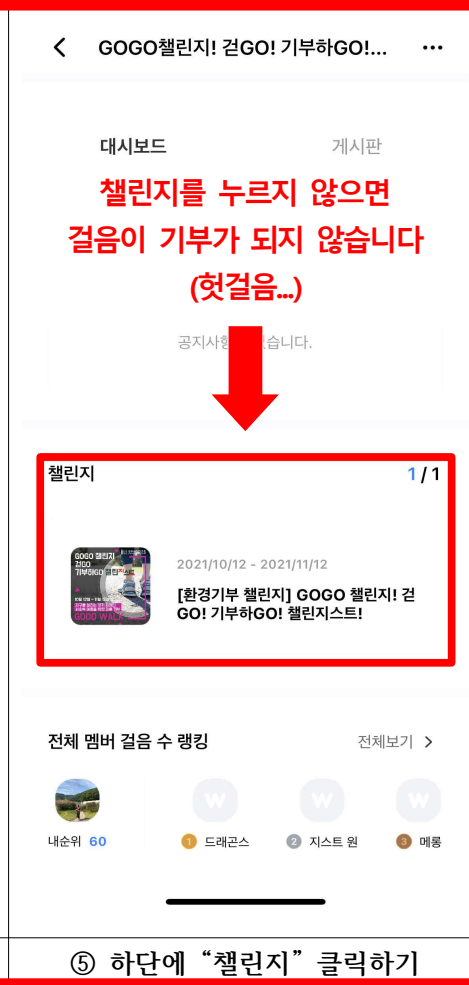 GOGO챌린지! 걷GO! 기부하GO!...
대시보드 게시판
챌린지를 누르지 않으면
걸음이 기부가 되지 않습니다
(헛걸음...)
공지사항 습니다.
챌린지 1 / 1
GOGO 챌린지
걷GO
기부하GO 챌린지스트!
GOOD WALK
2021/10/12 - 2021/11/12
[환경기부 챌린지] GOGO 챌린지! 걷
GO! 기부하GO! 챌린지스트!
전체 멤버 걸음 수 랭킹 전체보기 >
W W W
내순위 60 1 드래곤스 2 지스트 원 3 메롱
⑤ 하단에 “챌린지” 클릭하기